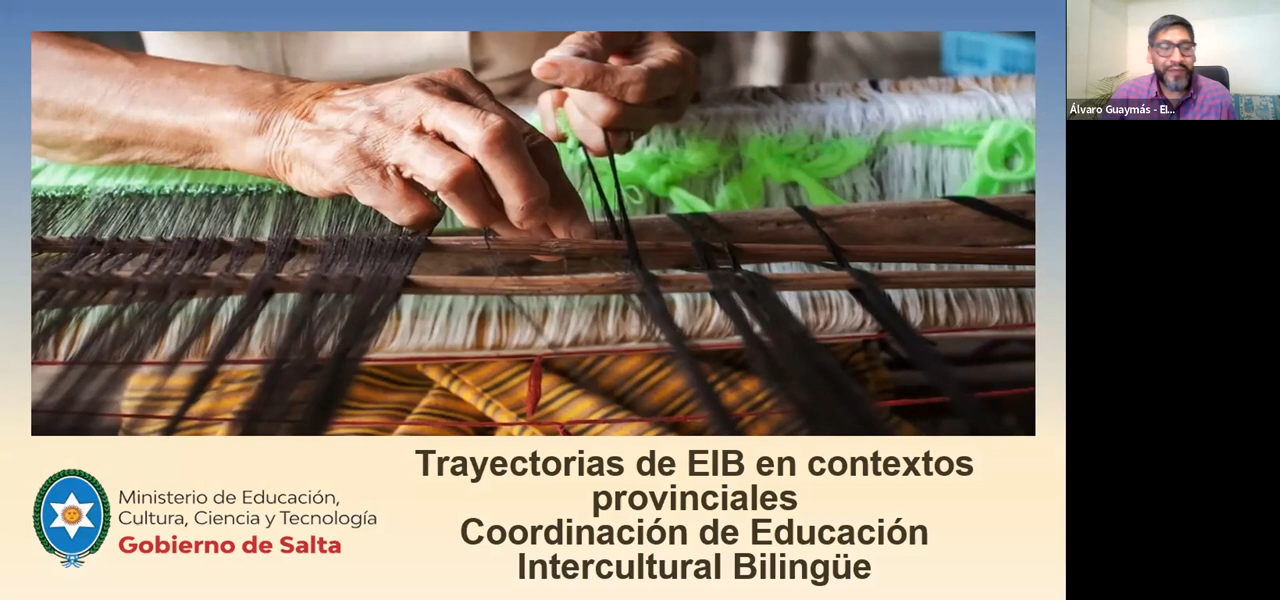 Álvaro Guaymás - EI...
Trayectorias de EIB en contextos
provinciales
Coordinación de Educación
Intercultural Bilingüe
Ministerio de Educación,
Cultura, Ciencia y Tecnología
Gobierno de Salta